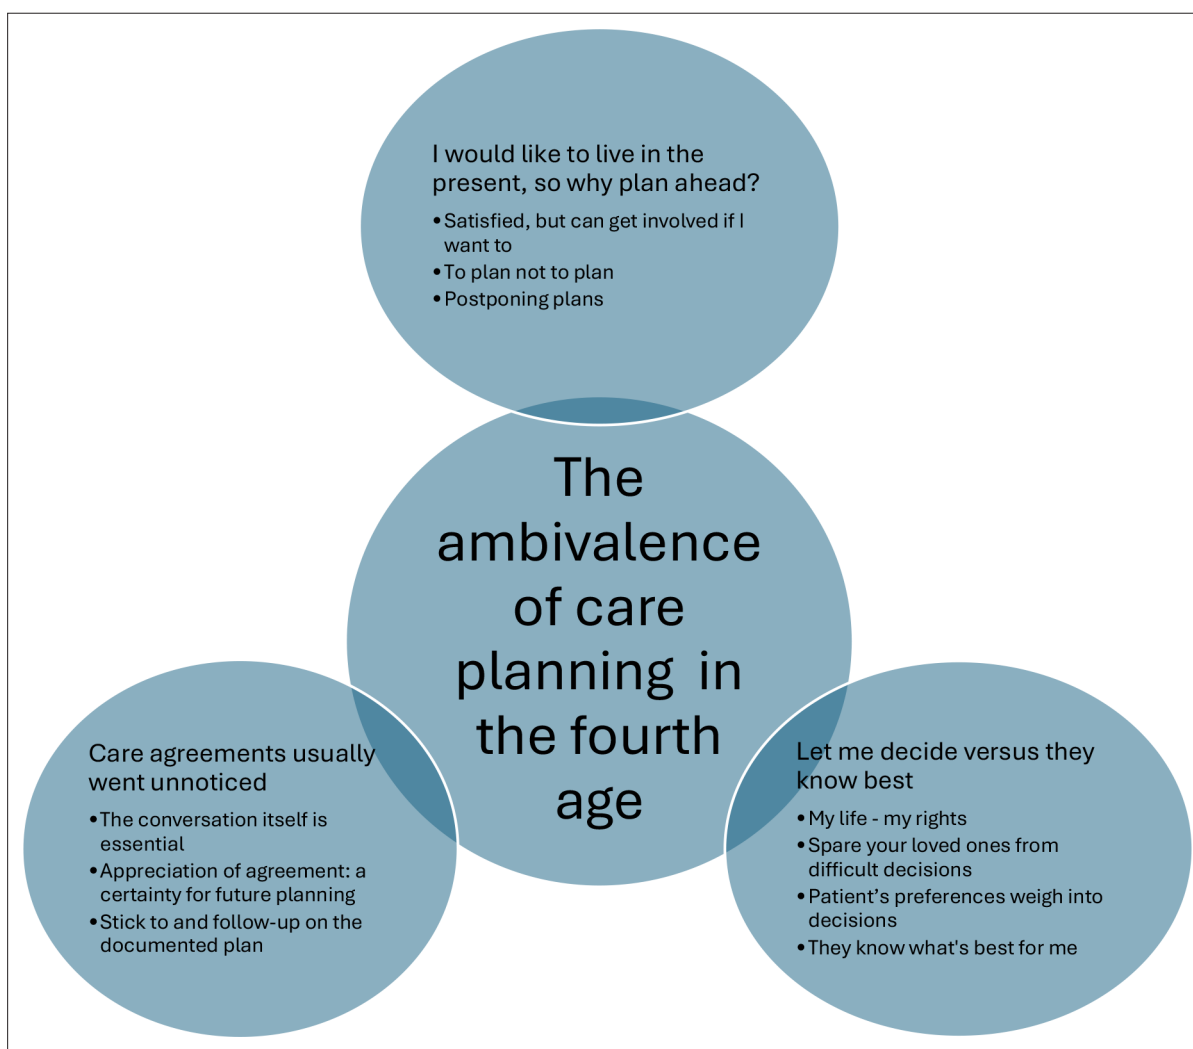 I would like to live in the
present, so why plan ahead?
•Satisfied, but can get involved if I
want to
•To plan not to plan
•Postponing plans
The
ambivalence
of care
planning  in
the fourth
age
Care agreements usually
went unnoticed
•The conversation itself is
essential
•Appreciation of agreement: a
certainty for future planning
•Stick to and follow-up on the
documented plan
Let me decide versus they
know best
•My life - my rights
•Spare your loved ones from
difficult decisions
•Patient’s preferences weigh into
decisions
•They know what's best for me